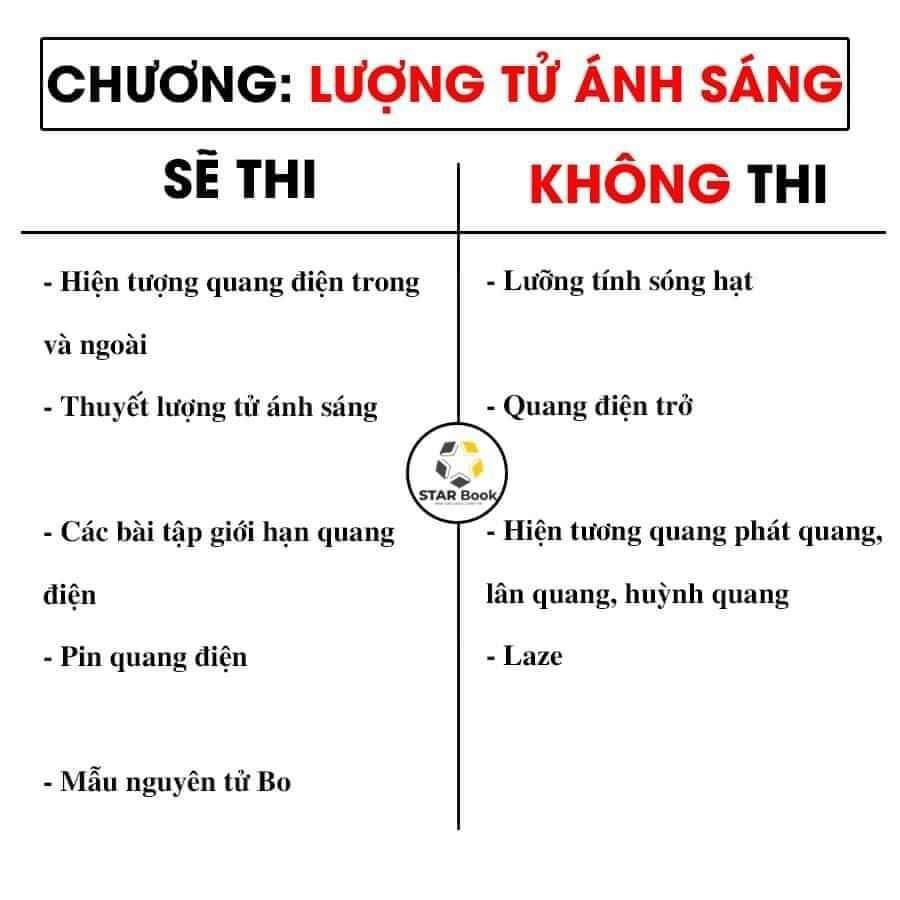 CHƯƠNG: LƯỢNG TỬ ÁNH SÁNG
SẼ THI
- Hiện tượng quang điện trong
và ngoài
- Thuyết lượng tử ánh sáng
- Các bài tập giới hạn quang
điện
- Pin quang điện
- Mẫu nguyên tử Bo
KHÔNG THI
- Lưỡng tính sóng hạt
- Quang điện trở
- Hiện tương quang phát quang,
lân quang, huỳnh quang
- Laze
STAR Book